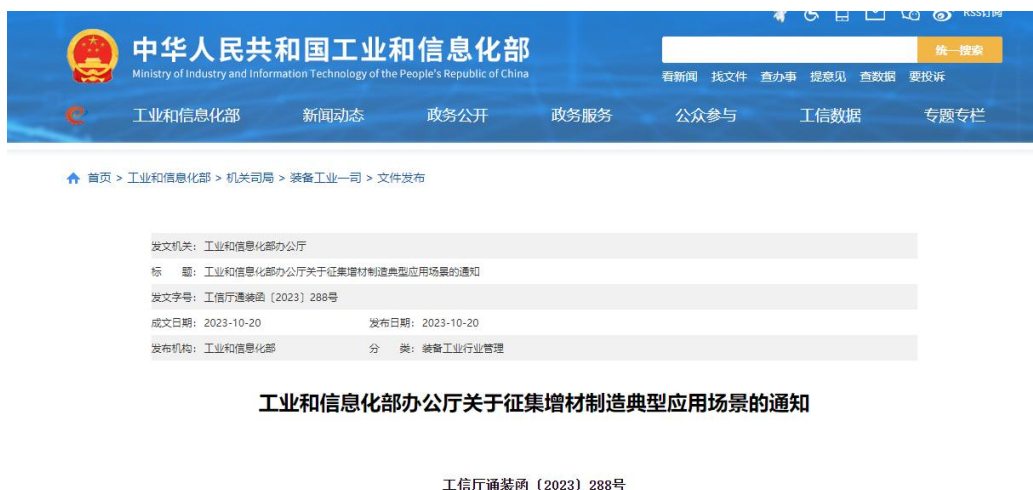 RSS订阅
中华人民共和国工业和信息化部
Ministry of Industry and Information Technology of the People's Republic of China
统一搜索
看新闻 找文件 查办事 提意见 查数据 要投诉
工业和信息化部 新闻动态 政务公开 政务服务 公众参与 工信数据 专题专栏
首页 > 工业和信息化部 > 机关司局 > 装备工业一司 > 文件发布
发文机关：工业和信息化部办公厅
标 题：工业和信息化部办公厅关于征集增材制造典型应用场景的通知
发文字号：工信厅通装函〔2023〕288号
成文日期：2023-10-20 发布日期：2023-10-20
发布机构：工业和信息化部 分 类：装备工业行业管理
工业和信息化部办公厅关于征集增材制造典型应用场景的通知
工信厅通装函〔2023〕288号